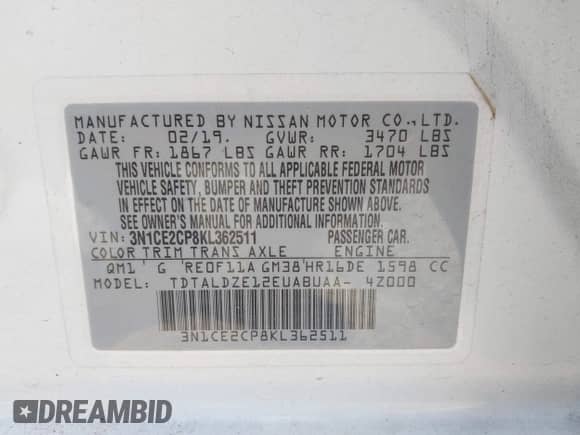 MANUFACTURED BY NISSAN MOTOR CO.,LTD.
DATE: 02/19. GVWR: 3470 LBS
GAWR FR: 1867 LBS GAWR RR: 1704 LBS
THIS VEHICLE CONFORMS TO ALL APPLICABLE FEDERAL MOTOR
VEHICLE SAFETY, BUMPER AND THEFT PREVENTION STANDARDS
IN EFFECT ON THE DATE OF MANUFACTURE SHOWN ABOVE.
SEE OWNER'S MANUAL FOR ADDITIONAL INFORMATION.
VIN: 3N1CE2CP8KL362511 PASSENGER CAR.
COLOR TRIM TRANS AXLE ENGINE
QM1 ' G 'RE0F11A GM38'HR16DE 1598 CC
MODEL: TDTALDZE12EUABUAA- 4Z000
3N1CE2CP8KL362511
DREAMBID